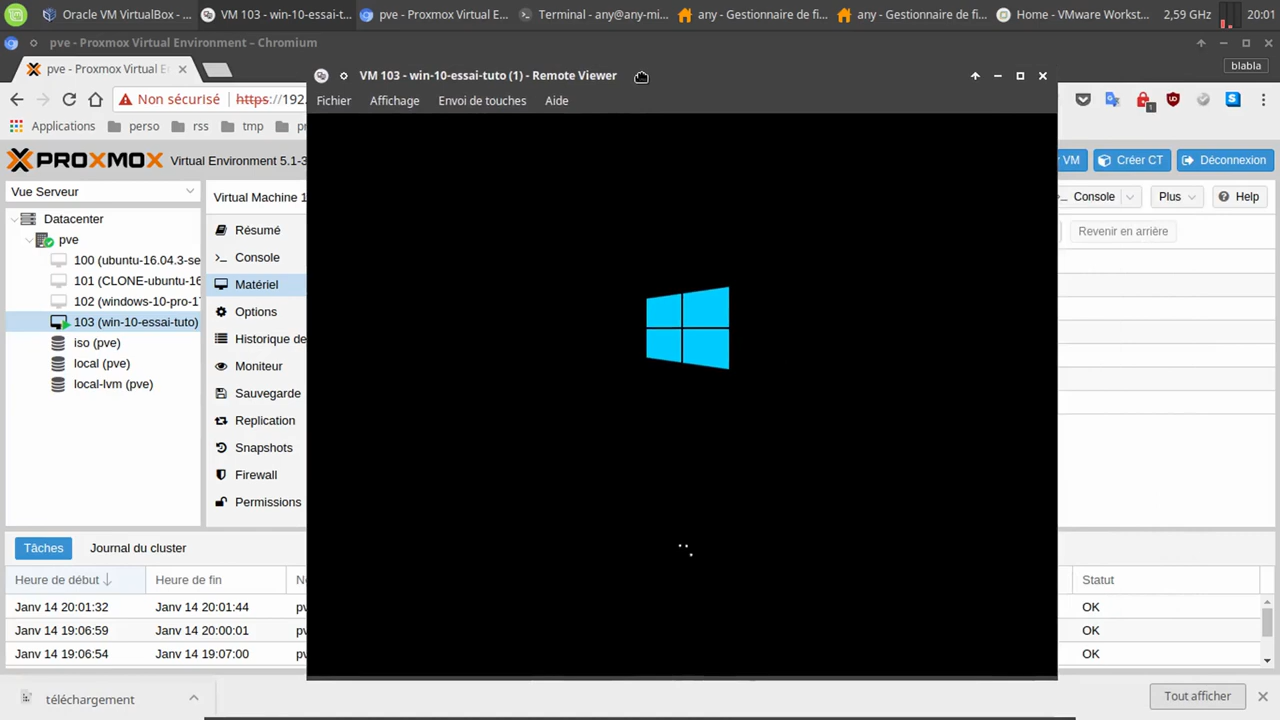 Oracle VM VirtualBox - ...
VM 103 - win-10-essai-t...
pve - Proxmox Virtual E...
Terminal - any@any-mi...
any - Gestionnaire de fi...
any - Gestionnaire de fi...
Home - VMware Workst...
2,59 GHz
20:01
pve - Proxmox Virtual Environment – Chromium
pve - Proxmox Virtual E
blabla
VM 103 - win-10-essai-tuto (1) - Remote Viewer
Non sécurisé
https://192.
Fichier
Affichage
Envoi de touches
Aide
Applications
perso
rss
tmp
PROXMOX
Virtual Environment 5.1-3
VM
Créer CT
Déconnexion
Vue Serveur
Virtual Machine 1
Console
Plus
Help
Datacenter
pve
100 (ubuntu-16.04.3-se
101 (CLONE-ubuntu-16
102 (windows-10-pro-1
103 (win-10-essai-tuto)
iso (pve)
local (pve)
local-lvm (pve)
Résumé
Console
Matériel
Options
Historique de
Moniteur
Sauvegarde
Replication
Snapshots
Firewall
Permissions
Revenir en arrière
Tâches
Journal du cluster
Heure de début
Heure de fin
Statut
Janv 14 20:01:32
Janv 14 20:01:44
OK
Janv 14 19:06:59
Janv 14 20:00:01
OK
Janv 14 19:06:54
Janv 14 19:07:00
OK
téléchargement
Tout afficher